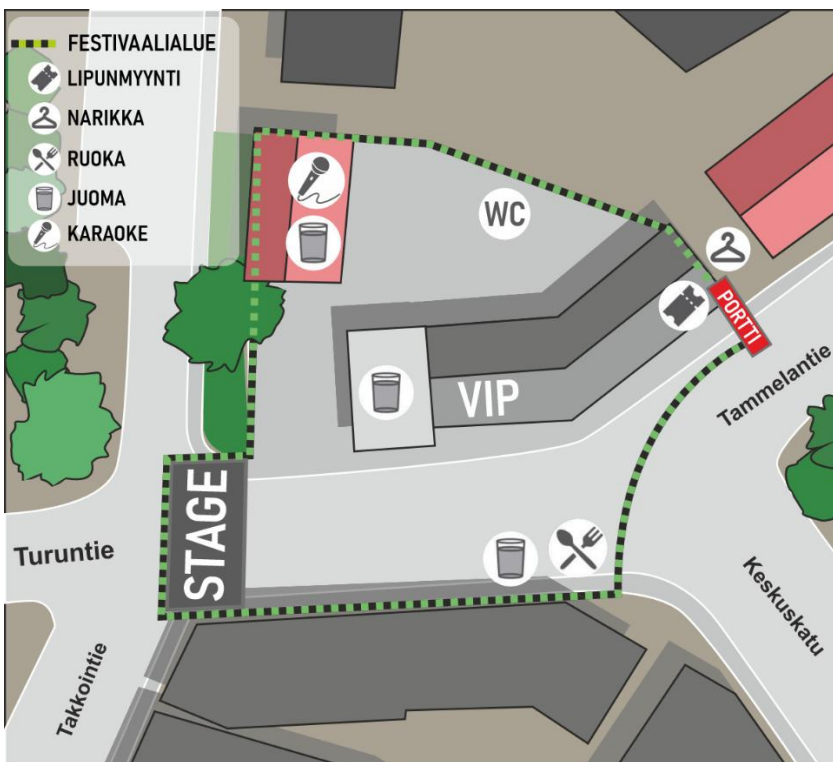 FESTIVAALIALUE
LIPUNMYYNTI
NARIKKA
RUOKA
JUOMA
KARAOKE
WC
PORTTI
VIP
Tammelantie
STAGE
Turuntie
Keskuskatu
Takkointie